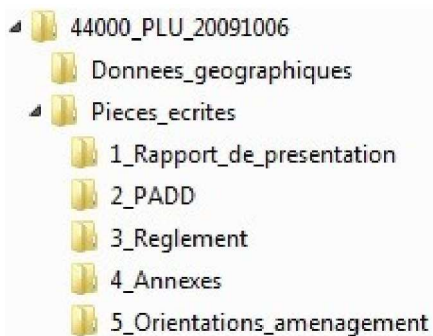 44000_PLU_20091006
Donnees_geographiques
Pieces_ecrites
1_Rapport_de_presentation
2_PADD
3_Reglement
4_Annexes
5_Orientations_amenagement